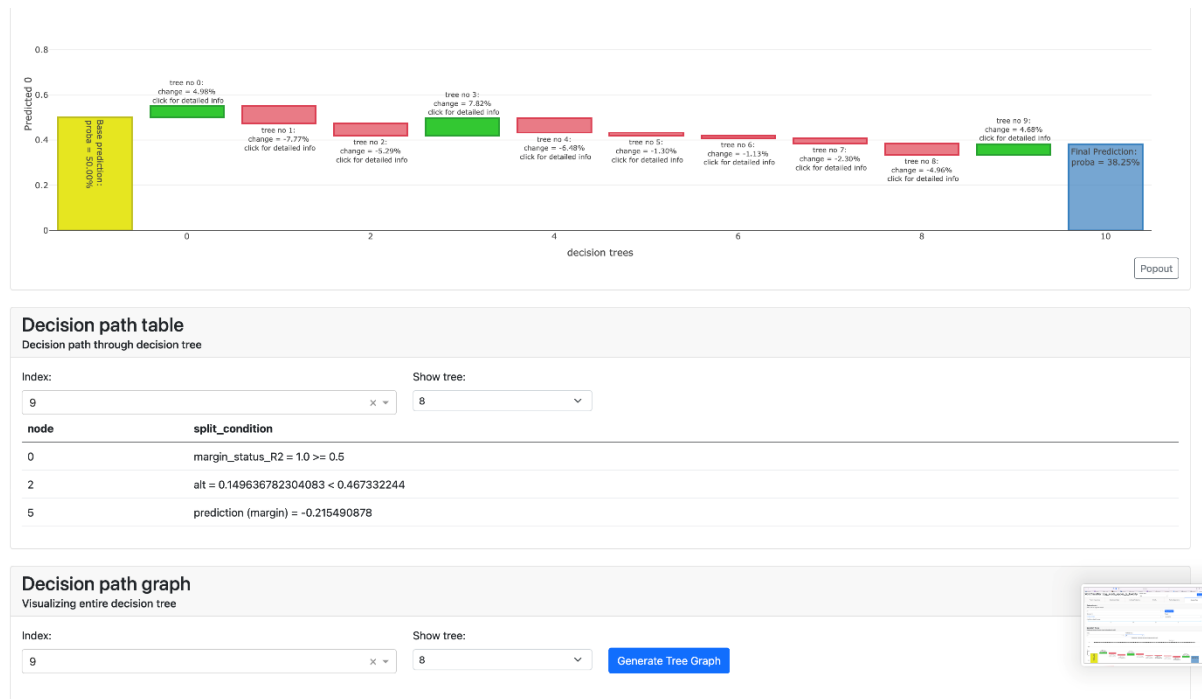 0.8
0.6
0.4
0.2
0
Predicted 0
Base prediction:
proba = 50.00%
tree no 0:
change = 4.98%
click for detailed info
tree no 1:
change = -7.77%
click for detailed info
tree no 2:
change = -5.29%
click for detailed info
tree no 3:
change = 7.82%
click for detailed info
tree no 4:
change = -6.48%
click for detailed info
tree no 5:
change = -1.30%
click for detailed info
tree no 6:
change = -1.13%
click for detailed info
tree no 7:
change = -2.30%
click for detailed info
tree no 8:
change = -4.96%
click for detailed info
tree no 9:
change = 4.68%
click for detailed info
Final Prediction:
proba = 38.25%
0 2 4 6 8 10
decision trees
Popout
Decision path table
Decision path through decision tree
Index: Show tree:
9 8
node split_condition
0 margin_status_R2 = 1.0 >= 0.5
2 alt = 0.149636782304083 < 0.467332244
5 prediction (margin) = -0.215490878
Decision path graph
Visualizing entire decision tree
Index: Show tree:
9 8 Generate Tree Graph